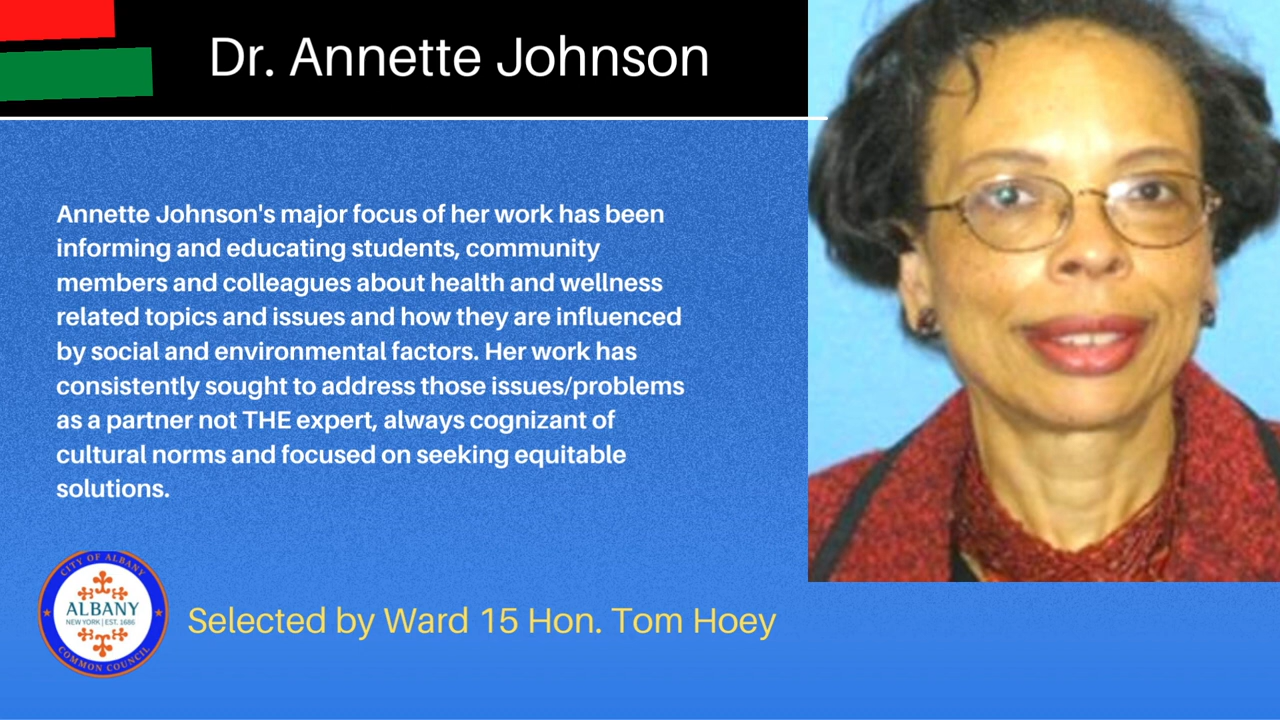 Dr. Annette Johnson
Annette Johnson's major focus of her work has been
informing and educating students, community
members and colleagues about health and wellness
related topics and issues and how they are influenced
by social and environmental factors. Her work has
consistently sought to address those issues/problems
as a partner not THE expert, always cognizant of
cultural norms and focused on seeking equitable
solutions.
CITY OF ALBANY
ALBANY
NEW YORK | EST. 1686
COMMON COUNCIL
Selected by Ward 15 Hon. Tom Hoey